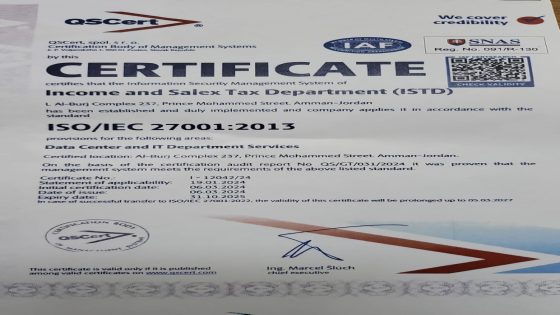 QSCert
®
We cover
credibility
QSCert, spol. s r. o.
Certification Body of Management Systems
by this
IAF
SNAS
Reg. No. 091/R-130
CERTIFICATE
certifies that the Information Security Management System of
CHECK VALIDITY
Income and Salex Tax Department (ISTD)
Al-Burj Complex 237, Prince Mohammed Street, Amman-Jordan
has been established and duly implemented and company applies it in accordance with the
standard
ISO/IEC 27001:2013
provisions for the following areas:
Data Center and IT Department Services
Certified location: Al-Burj Complex 237, Prince Mohammed Street, Amman-Jordan.
On the basis of the certification audit report No QS/GT/031/2024 it was proven that the
management system meets the requirements of the above listed standard.
Certificate No.: I - 12042/24
Statement of applicability: 19.01.2024
Initial certification date: 06.03.2024
Date of issue: 06.03.2024
Expiry date: 31.10.2025
In case of successful transfer to ISO/IEC 27001:2022, the validity of this certificate will be prolonged up to 05.03.2027
CERTIFICATION BODY
QSCert
This certificate is valid only if it is published
among valid certificates on www.qscert.com
Ing. Marcel Šlúch
chief executive